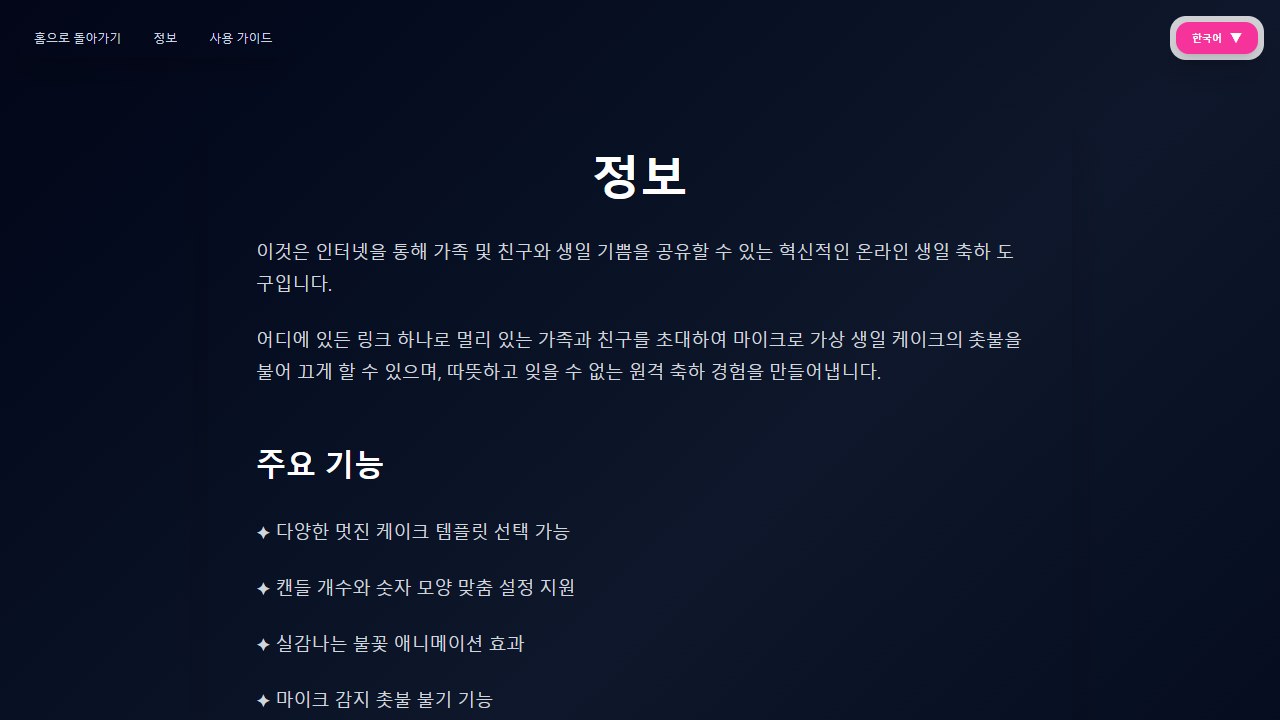 홈으로 돌아가기 정보 사용 가이드 한국어 ▼
정보
이것은 인터넷을 통해 가족 및 친구와 생일 기쁨을 공유할 수 있는 혁신적인 온라인 생일 축하 도
구입니다.
어디에 있든 링크 하나로 멀리 있는 가족과 친구를 초대하여 마이크로 가상 생일 케이크의 촛불을
불어 끄게 할 수 있으며, 따뜻하고 잊을 수 없는 원격 축하 경험을 만들어냅니다.
주요 기능
✦ 다양한 멋진 케이크 템플릿 선택 가능
✦ 캔들 개수와 숫자 모양 맞춤 설정 지원
✦ 실감나는 불꽃 애니메이션 효과
✦ 마이크 감지 촛불 불기 기능